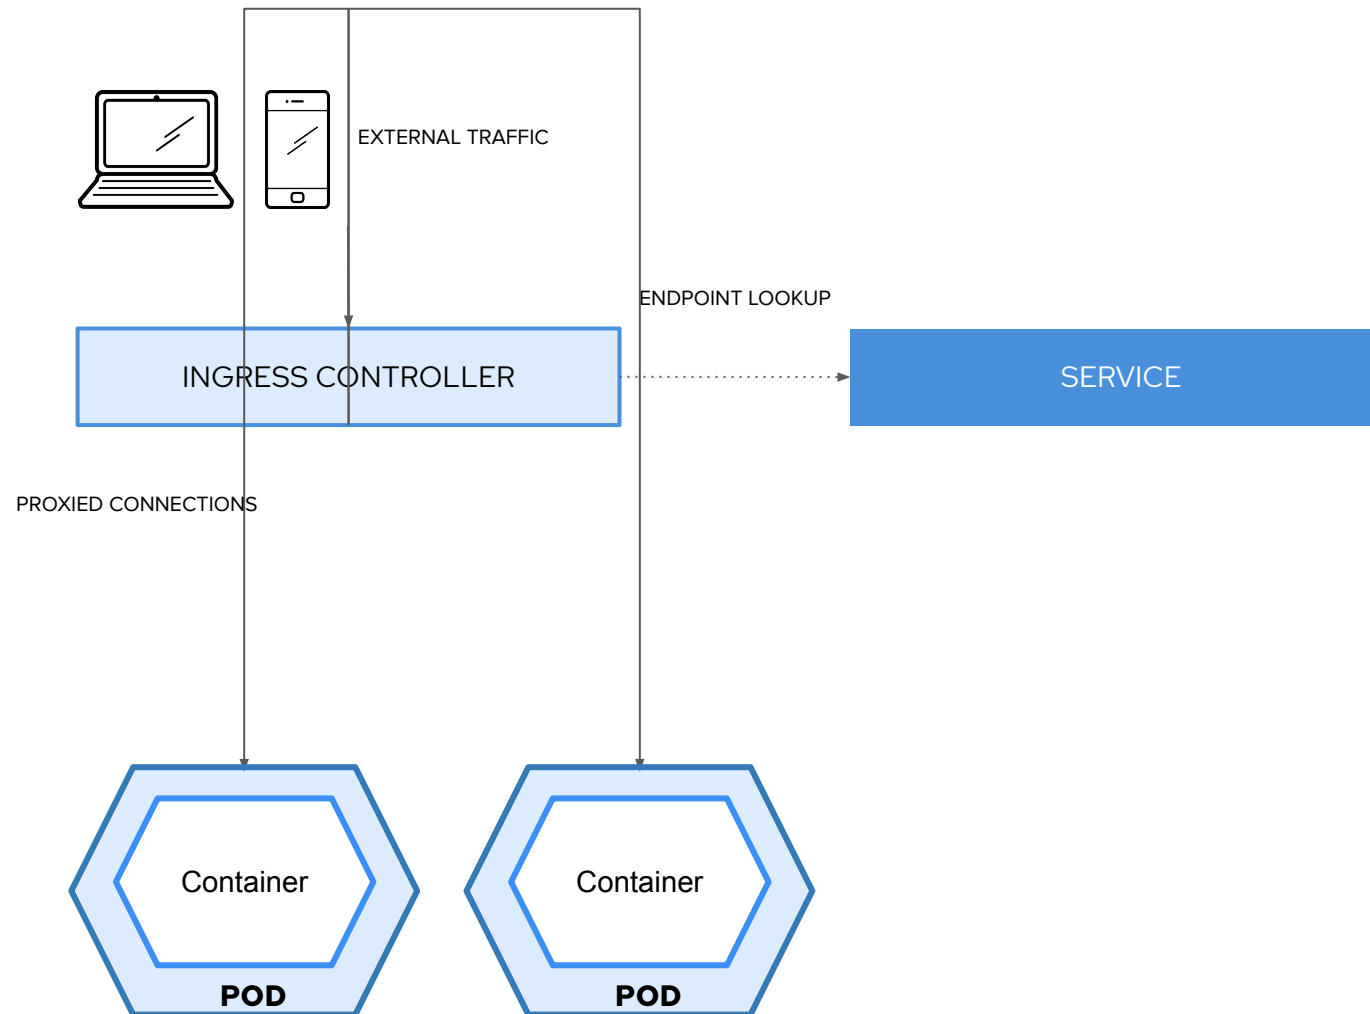 EXTERNAL TRAFFIC
ENDPOINT LOOKUP
INGRESS CONTROLLER
SERVICE
PROXIED CONNECTIONS
Container
Container
POD
POD